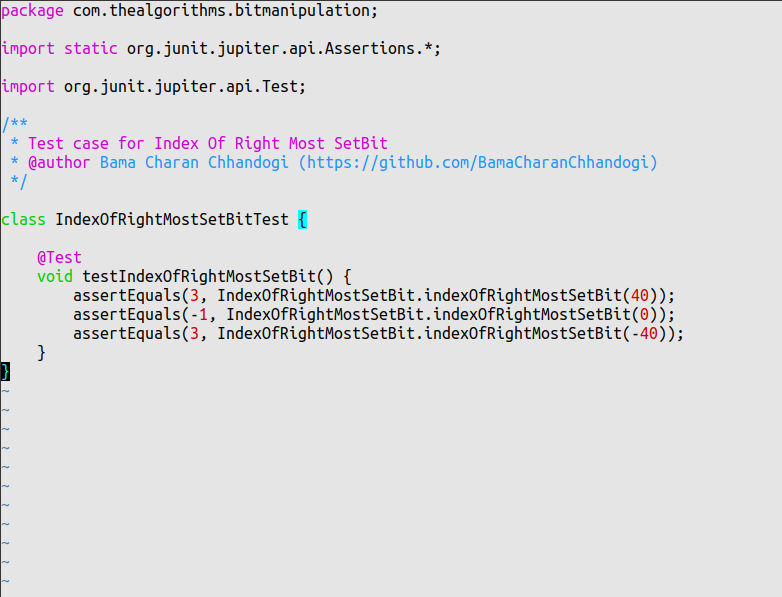 package com.thealgorithms.bitmanipulation;
import static org.junit.jupiter.api.Assertions.*;
import org.junit.jupiter.api.Test;
/**
 * Test case for Index Of Right Most SetBit
 * @author Bama Charan Chhandogi (https://github.com/BamaCharanChhandogi)
 */
class IndexOfRightMostSetBitTest {
    @Test
    void testIndexOfRightMostSetBit() {
        assertEquals(3, IndexOfRightMostSetBit.indexOfRightMostSetBit(40));
        assertEquals(-1, IndexOfRightMostSetBit.indexOfRightMostSetBit(0));
        assertEquals(3, IndexOfRightMostSetBit.indexOfRightMostSetBit(-40));
    }
}
~
~
~
~
~
~
~
~
~
~
~